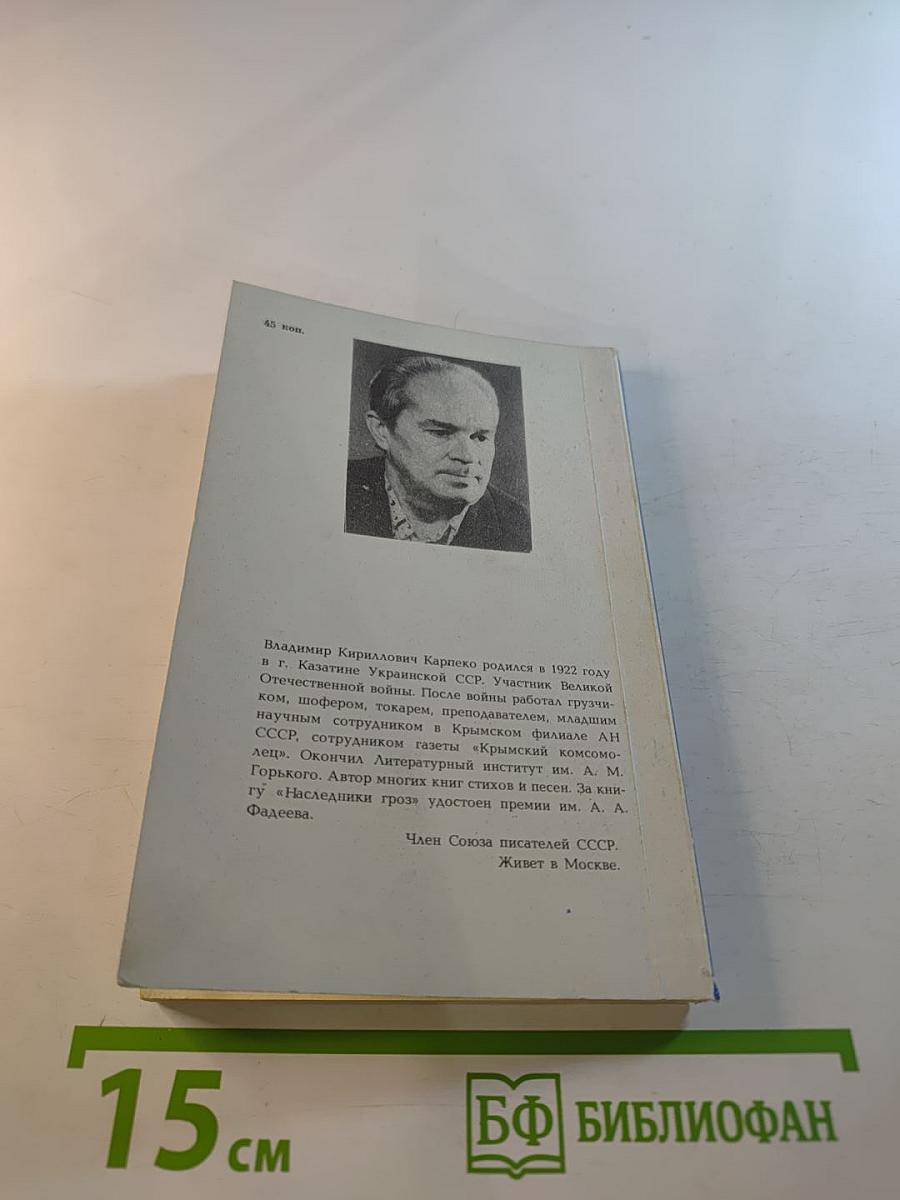 45 коп.
Владимир Кириллович Карпеко родился в 1922 году
в г. Казатине Украинской ССР. Участник Великой
Отечественной войны. После войны работал грузчи-
ком, шофером, токарем, преподавателем, младшим
научным сотрудником в Крымском филиале АН
СССР, сотрудником газеты «Крымский комсомо-
лец». Окончил Литературный институт им. А. М.
Горького. Автор многих книг стихов и песен. За кни-
гу «Наследники гроз» удостоен премии им. А. А.
Фадеева.
Член Союза писателей СССР.
Живет в Москве.
15 см
БФ БИБЛИОФАН